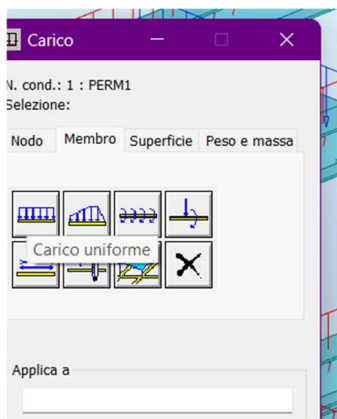 Carico
N. cond.: 1 : PERM1
Selezione:
Nodo Membro Superficie Peso e massa
Carico uniforme
Applica a